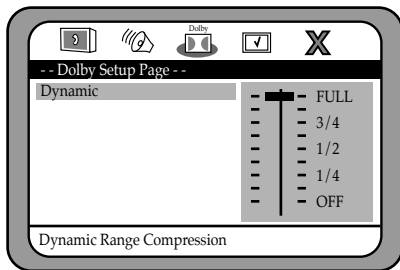 Dolby
- - Dolby Setup Page - -
Dynamic
FULL
3/4
1/2
1/4
OFF
Dynamic Range Compression